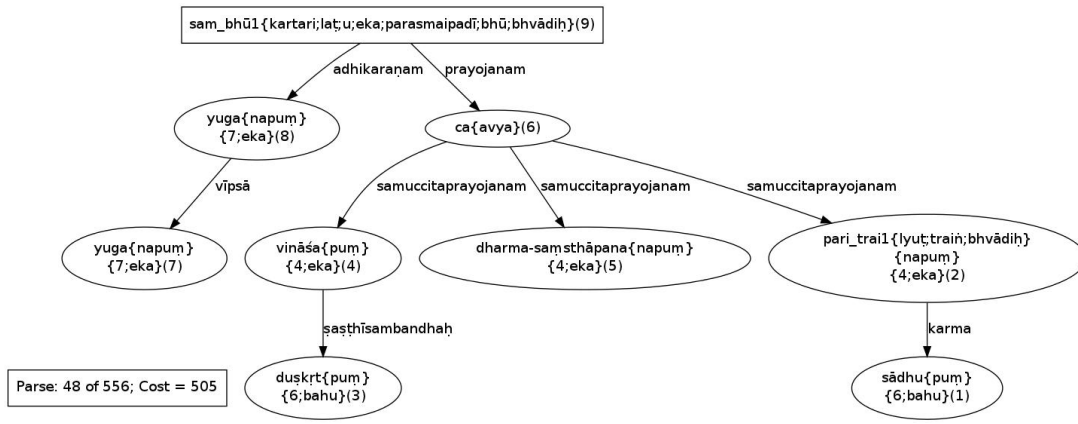 sam_bhū1{kartari;laṭ;u;eka;parasmaipadī;bhū;bhvādiḥ}(9)
adhikaraṇam
prayojanam
yuga{napuṃ}
{7;eka}(8)
ca{avya}(6)
vīpsā
samuccitaprayojanam
samuccitaprayojanam
samuccitaprayojanam
yuga{napuṃ}
{7;eka}(7)
vināśa{puṃ}
{4;eka}(4)
dharma-saṃsthāpana{napuṃ}
{4;eka}(5)
pari_trai1{lyuṭ;traiṅ;bhvādiḥ}
{napuṃ}
{4;eka}(2)
ṣaṣṭhīsambandhaḥ
karma
Parse: 48 of 556; Cost = 505
duṣkṛt{puṃ}
{6;bahu}(3)
sādhu{puṃ}
{6;bahu}(1)